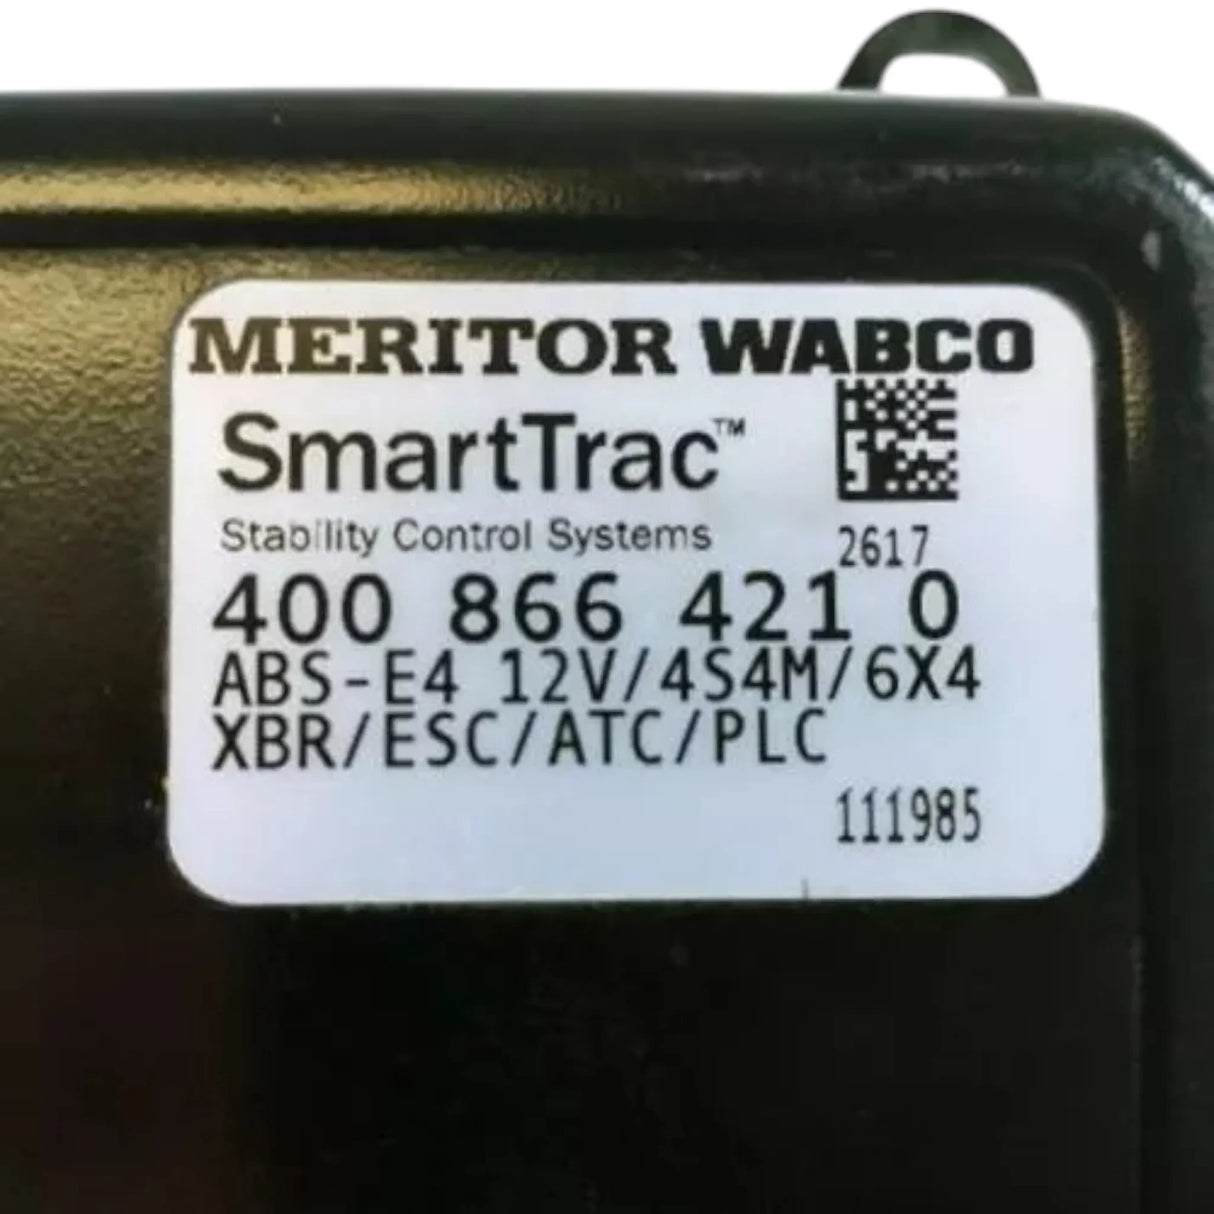 MERITOR WABCO
SmartTrac™
Stability Control Systems
2617
400 866 421 0
ABS-E4 12V/4S4M/6X4
XBR/ESC/ATC/PLC
111985